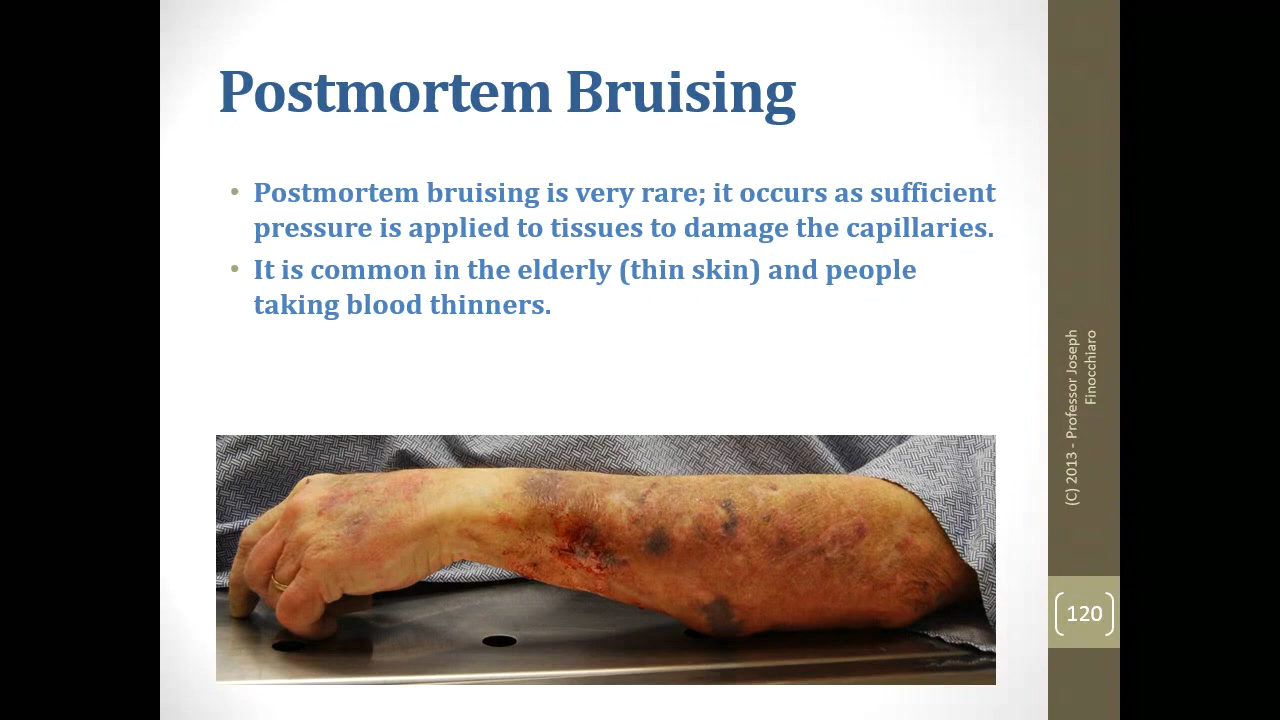 Postmortem Bruising
• Postmortem bruising is very rare; it occurs as sufficient
pressure is applied to tissues to damage the capillaries.
• It is common in the elderly (thin skin) and people
taking blood thinners.
(C) 2013 - Professor Joseph
Finocchiaro
120